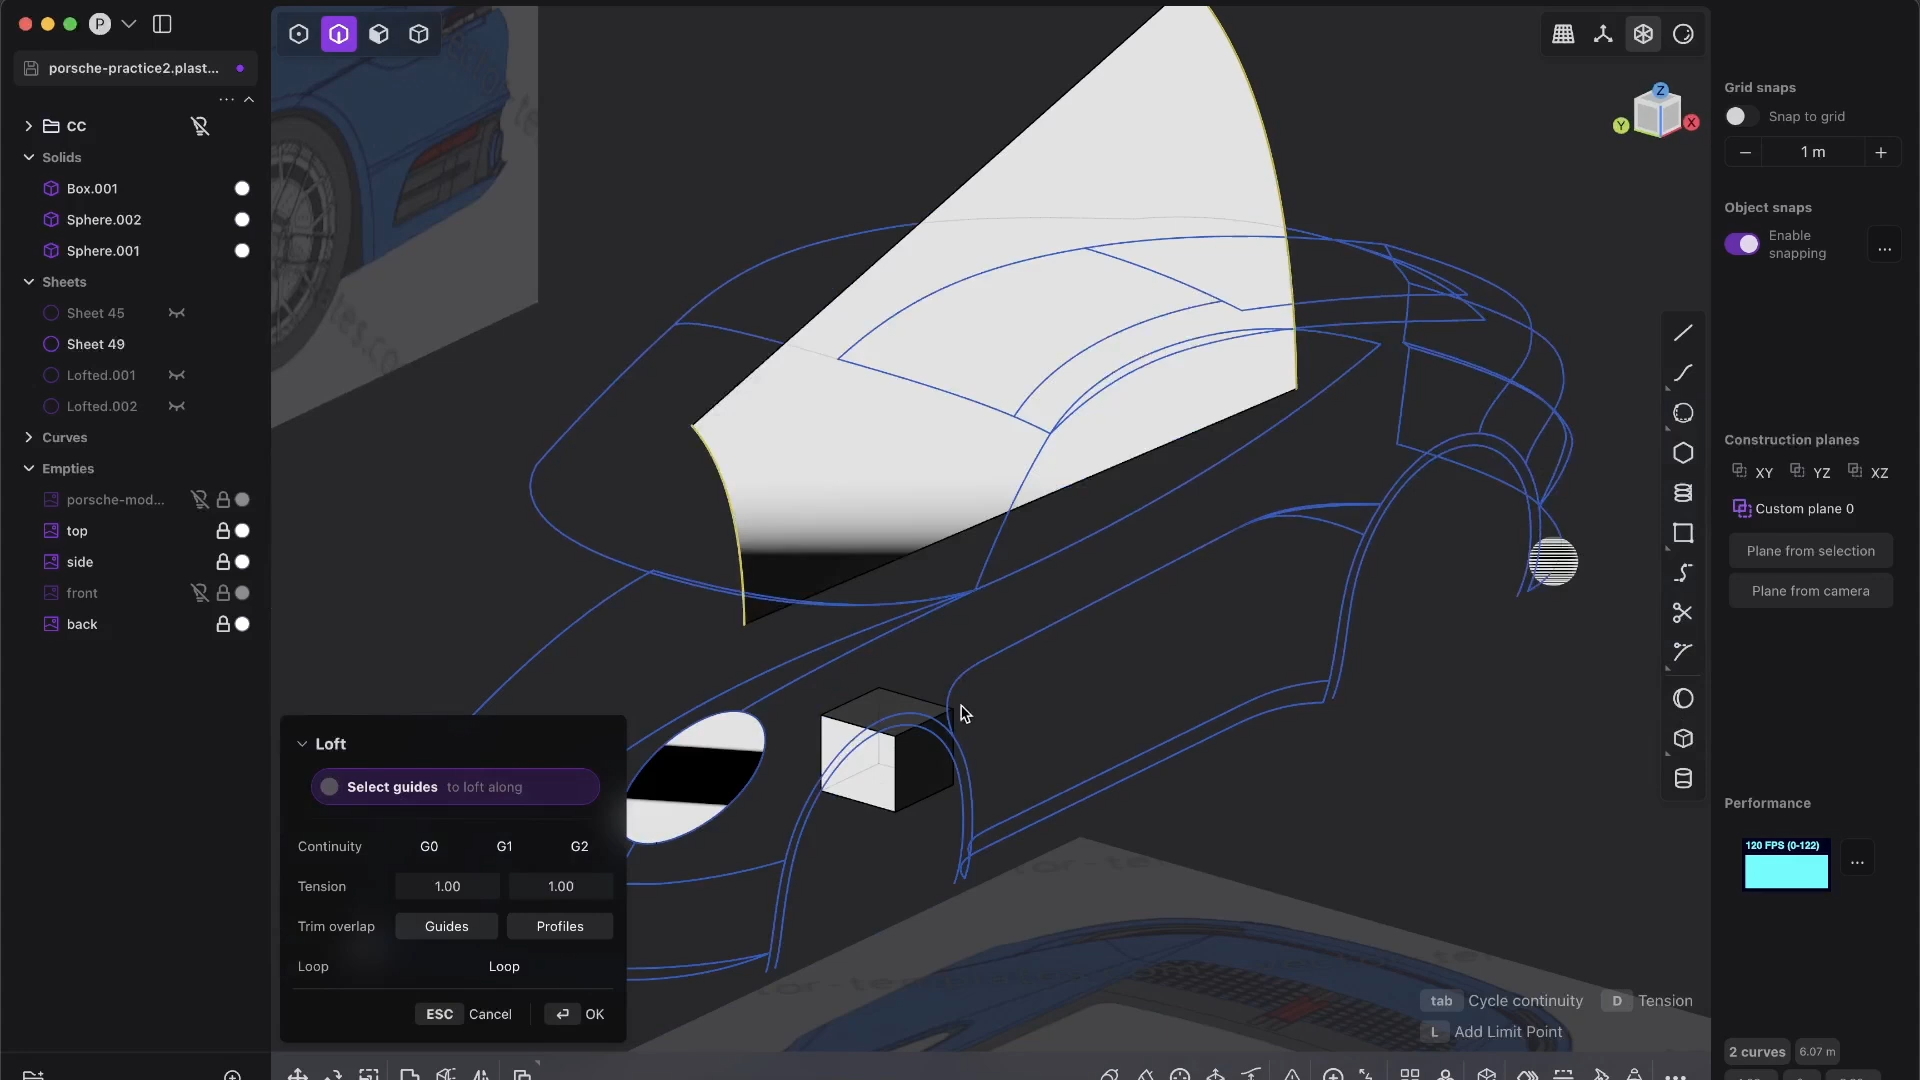 P
porsche-practice2.plast...
CC
Solids
Box.001
Sphere.002
Sphere.001
Sheets
Sheet 45
Sheet 49
Lofted.001
Lofted.002
Curves
Empties
porsche-mod...
top
side
front
back
Loft
Select guides to loft along
Continuity G0 G1 G2
Tension 1.00 1.00
Trim overlap Guides Profiles
Loop Loop
ESC Cancel OK
Z
Y X
tab Cycle continuity D Tension
L Add Limit Point
Grid snaps
Snap to grid
1 m
Object snaps
Enable
snapping
Construction planes
XY YZ XZ
Custom plane 0
Plane from selection
Plane from camera
Performance
120 FPS (0-122)
2 curves 6.07 m